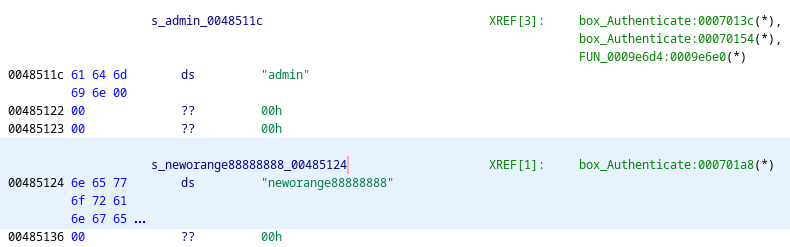 s_admin_0048511c XREF[3]: box_Authenticate:0007013c(*),
box_Authenticate:00070154(*),
FUN_0009e6d4:0009e6e0(*)
0048511c 61 64 6d ds "admin"
69 6e 00
00485122 00 ?? 00h
00485123 00 ?? 00h
s_neworange88888888_00485124 XREF[1]: box_Authenticate:000701a8(*)
00485124 6e 65 77 ds "neworange88888888"
6f 72 61
6e 67 65 ...
00485136 00 ?? 00h